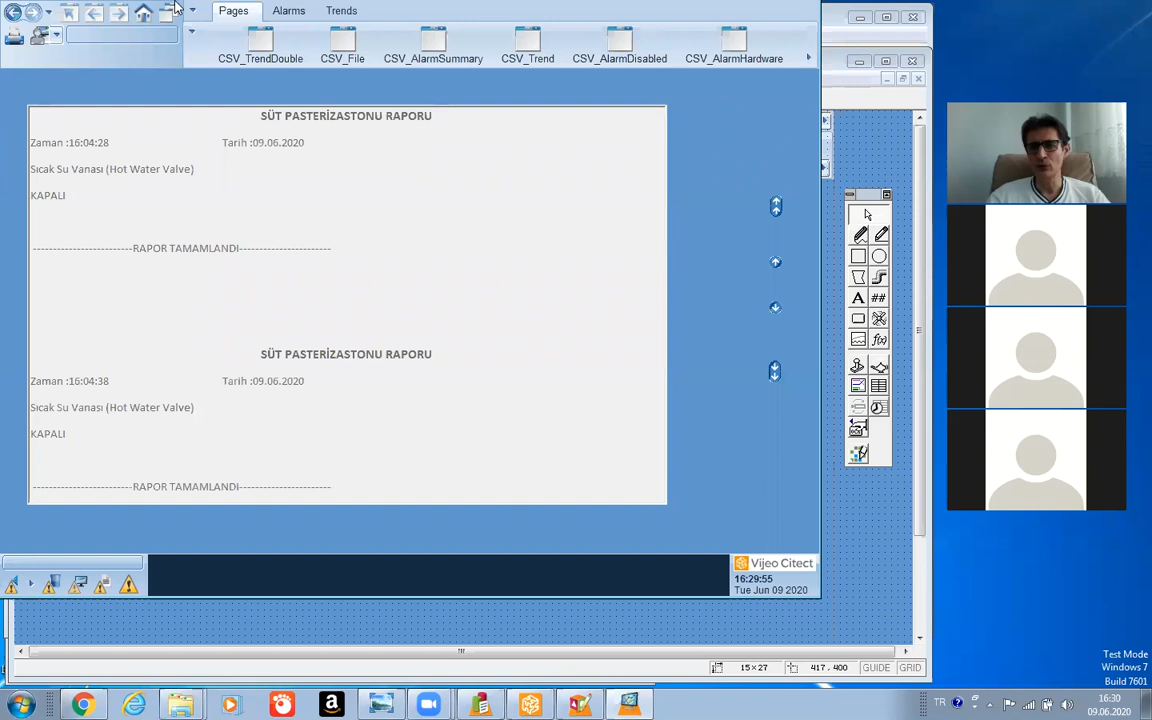 Pages Alarms Trends
CSV_TrendDouble CSV_File CSV_AlarmSummary CSV_Trend CSV_AlarmDisabled CSV_AlarmHardware
SÜT PASTERİZASTONU RAPORU
Zaman :16:04:28 Tarih :09.06.2020
Sıcak Su Vanası (Hot Water Valve)
KAPALI
-------------------------RAPOR TAMAMLANDI-----------------------
SÜT PASTERİZASTONU RAPORU
Zaman :16:04:38 Tarih :09.06.2020
Sıcak Su Vanası (Hot Water Valve)
KAPALI
-------------------------RAPOR TAMAMLANDI-----------------------
Vijeo Citect
16:29:55
Tue Jun 09 2020
A ##
f(x)
15×27 417, 400 GUIDE GRID
Test Mode
Windows 7
Build 7601
TR
16:30
09.06.2020